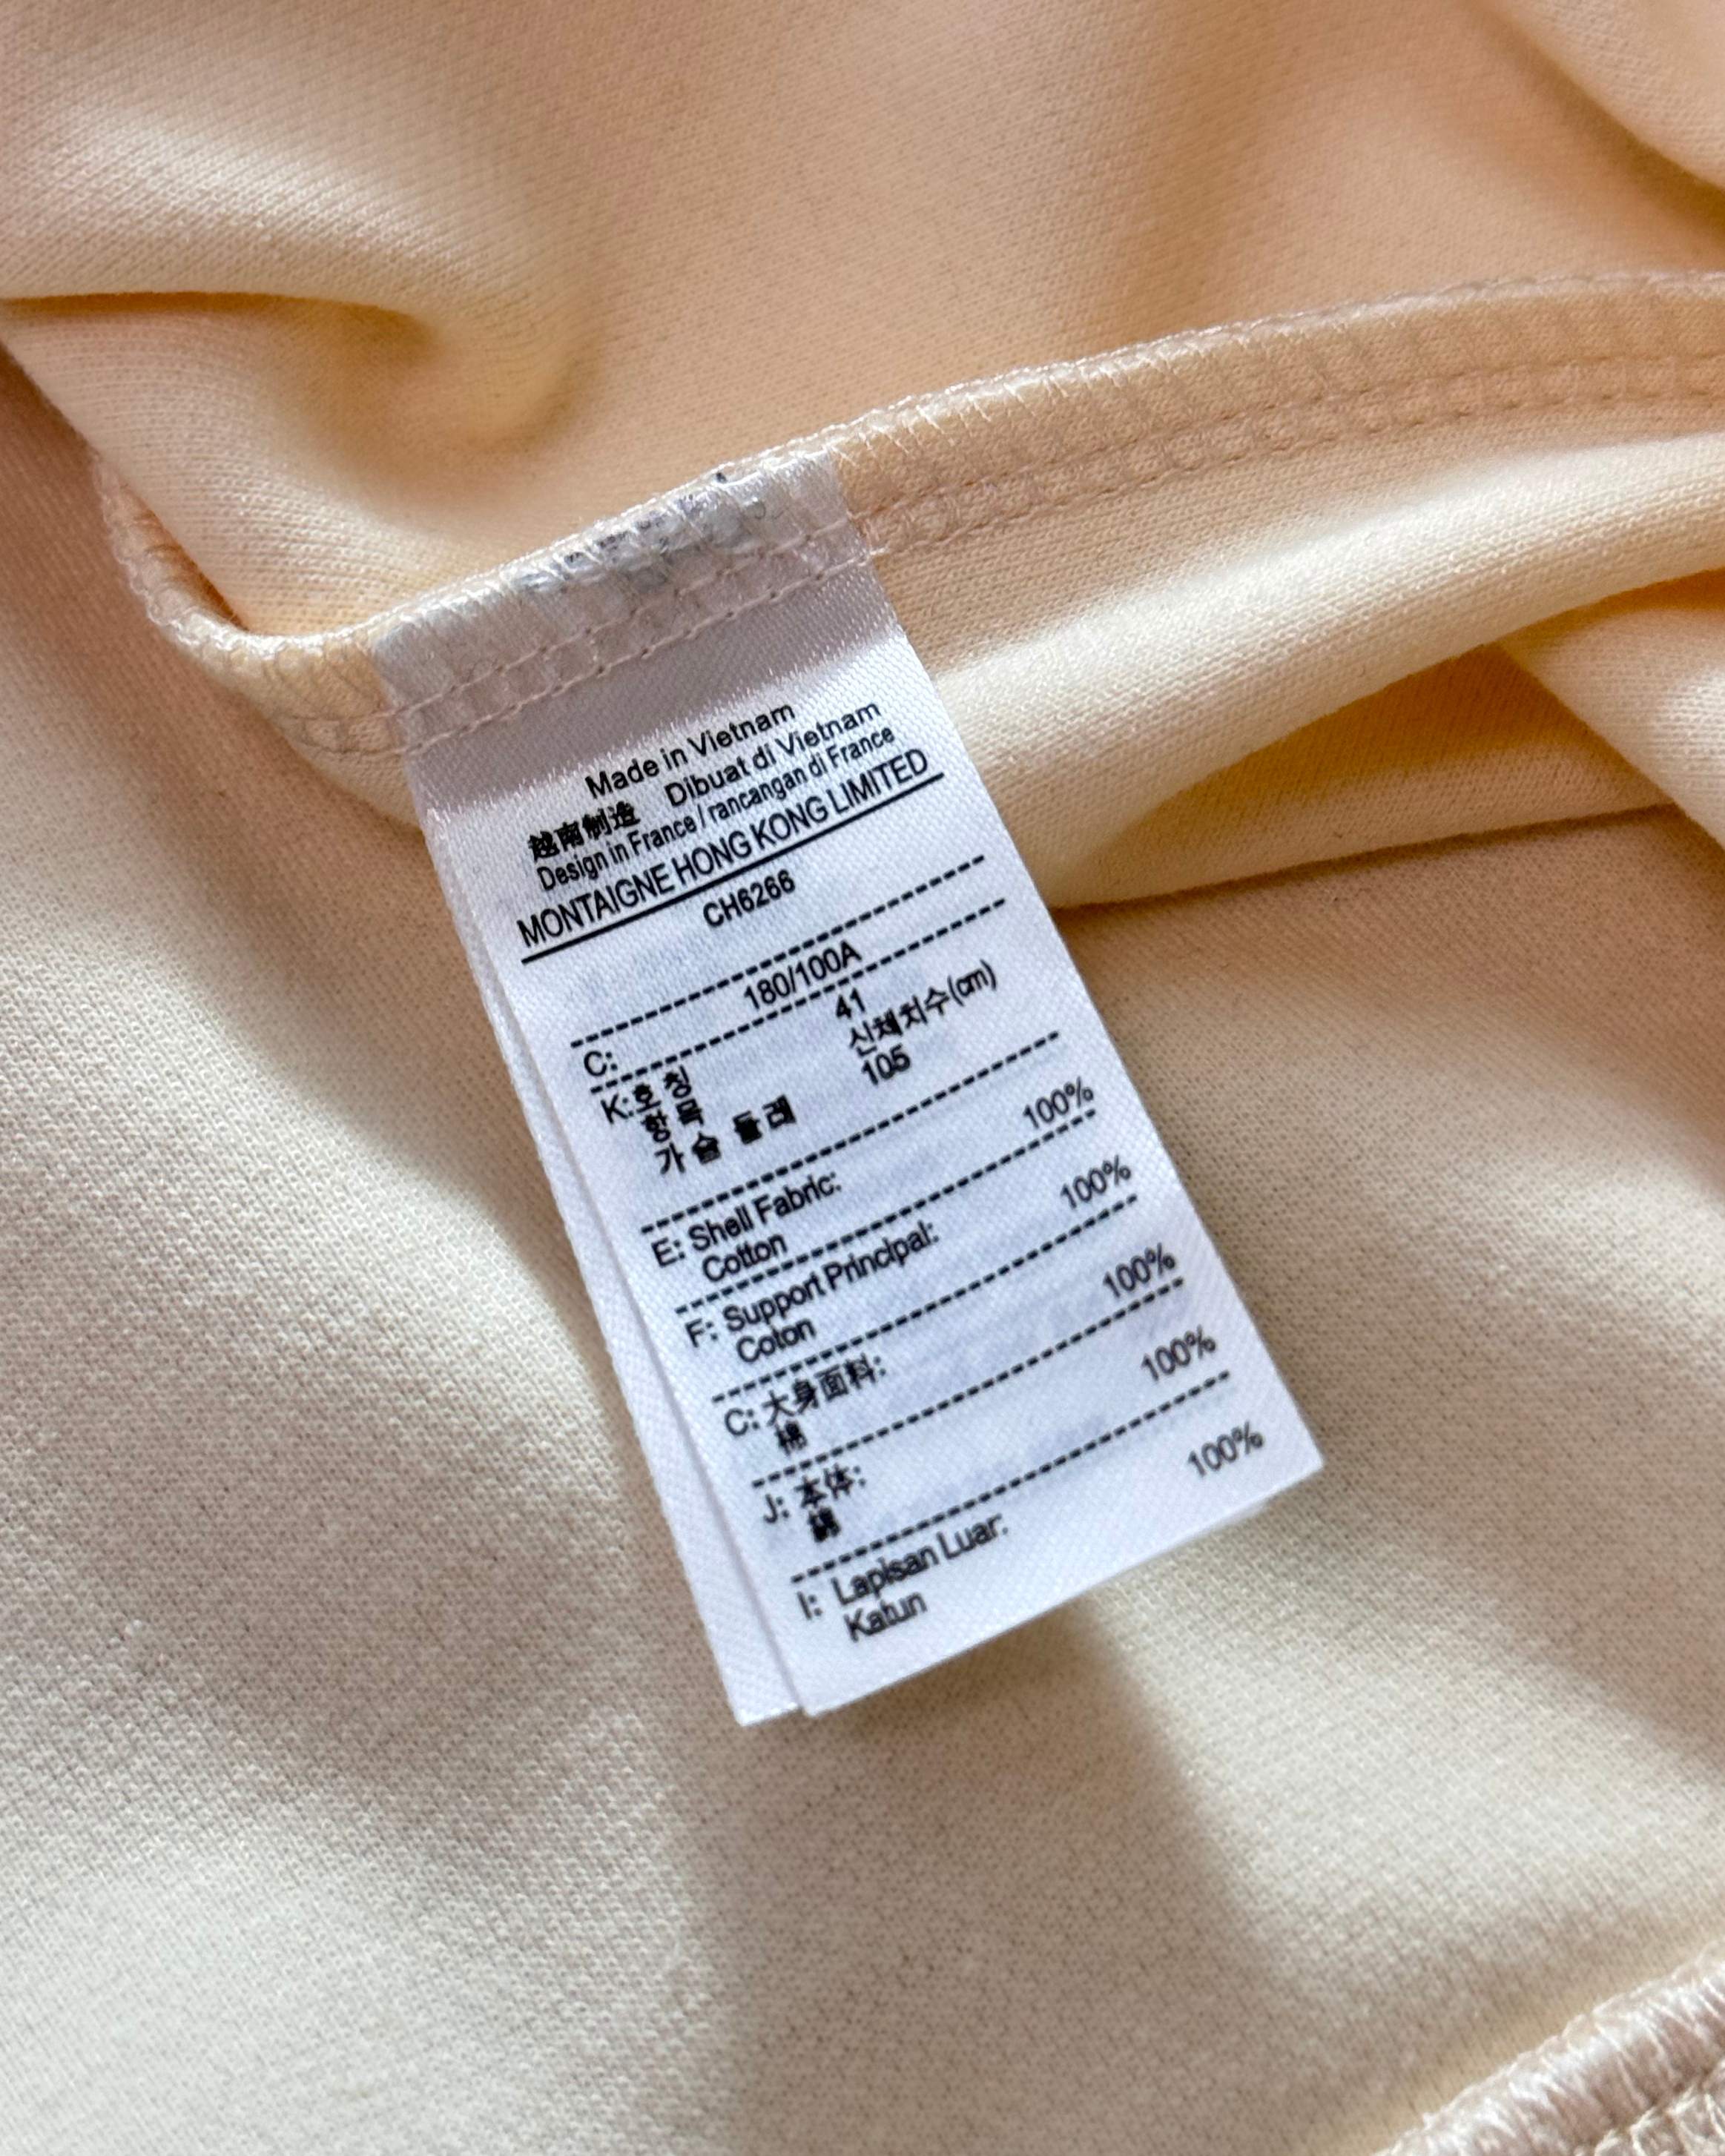 Made in Vietnam
越南制造 Dibuat di Vietnam
Design in France / rancangan di France
MONTAIGNE HONG KONG LIMITED
CH6266
C: 180/100A
K:호 칭 41
항 목 신체치수(cm)
가 슴 둘 레 105
E: Shell Fabric:
Cotton 100%
F: Support Principal:
Coton 100%
C: 大身面料:
棉 100%
J: 本体:
綿 100%
I: Lapisan Luar:
Katun 100%